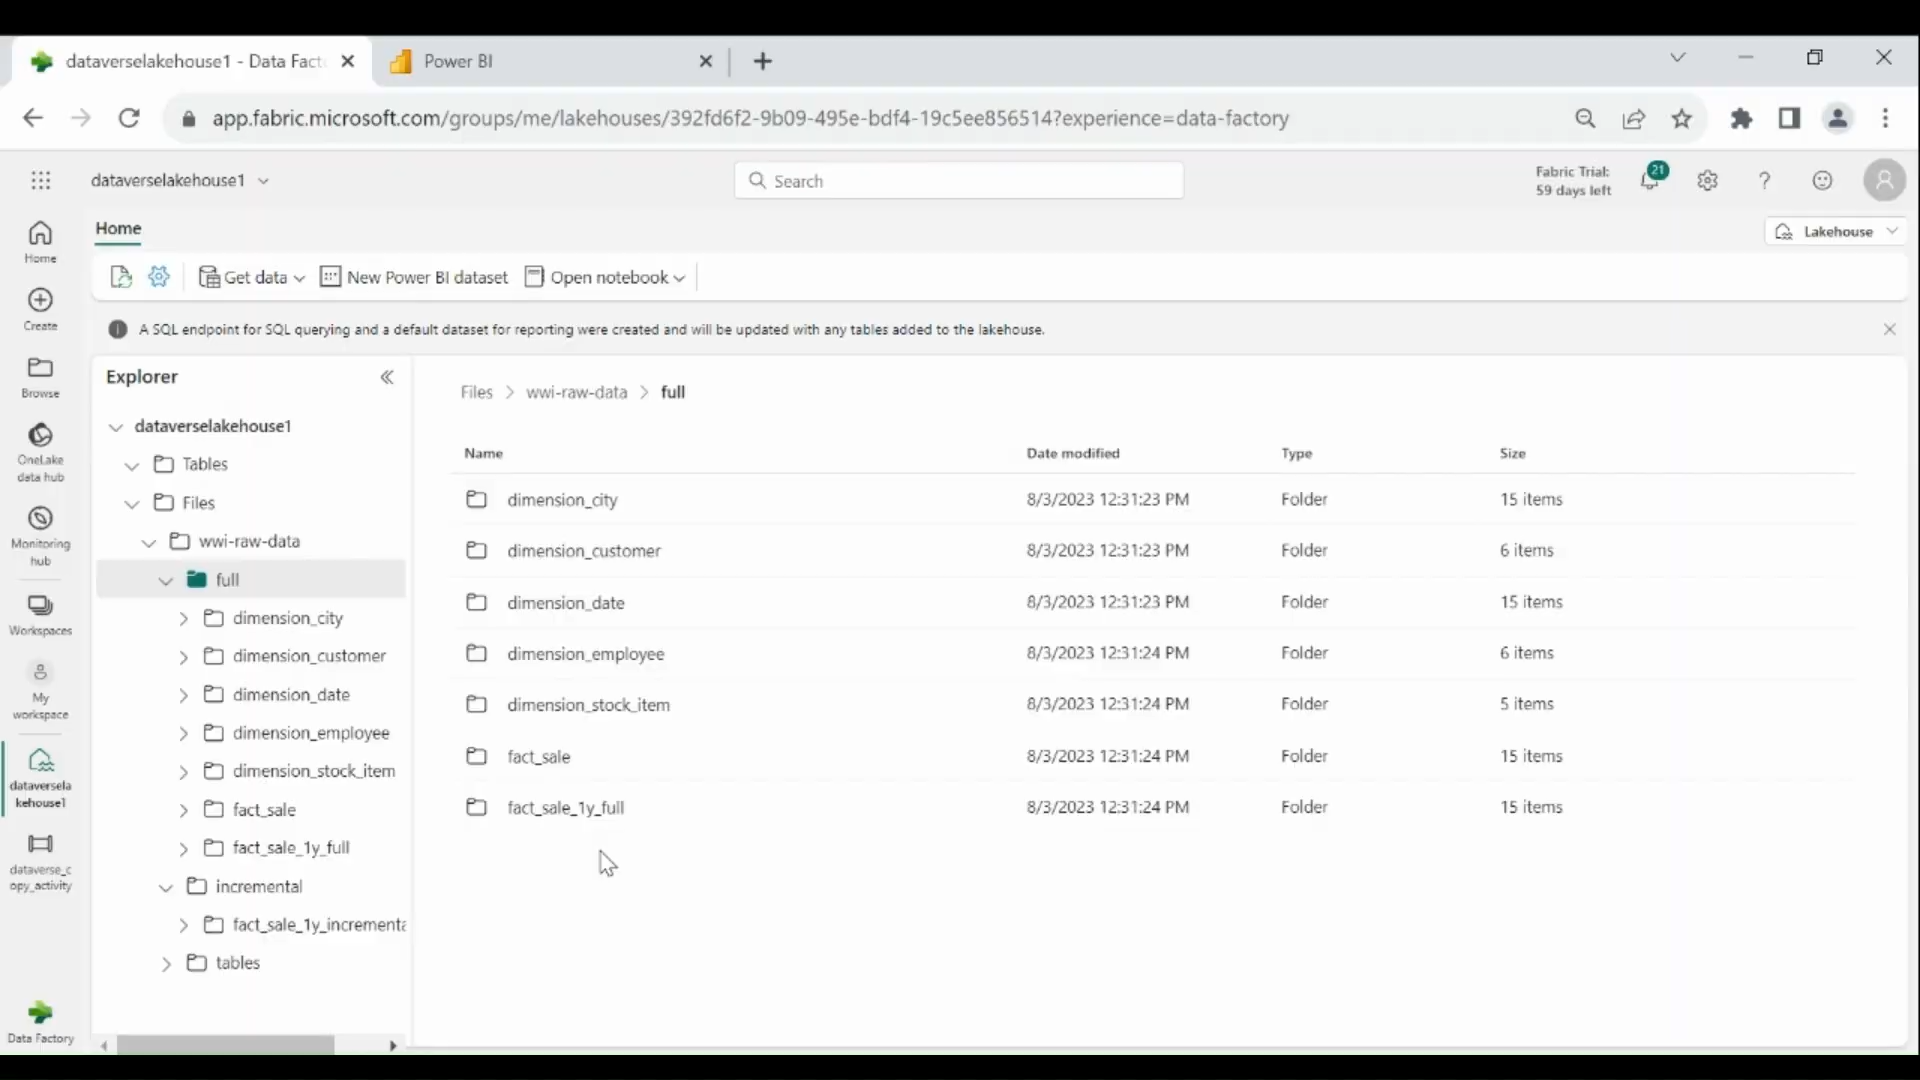 dataverselakehouse1 - Data Fact
Power BI
app.fabric.microsoft.com/groups/me/lakehouses/392fd6f2-9b09-495e-bdf4-19c5ee856514?experience=data-factory
dataverselakehouse1
Search
Fabric Trial:
59 days left
21
Home
Lakehouse
Get data
New Power BI dataset
Open notebook
A SQL endpoint for SQL querying and a default dataset for reporting were created and will be updated with any tables added to the lakehouse.
Home
Create
Browse
OneLake
data hub
Monitoring
hub
Workspaces
My
workspace
dataversela
kehouse1
dataverse_c
opy_activity
Data Factory
Explorer
dataverselakehouse1
Tables
Files
wwi-raw-data
full
dimension_city
dimension_customer
dimension_date
dimension_employee
dimension_stock_item
fact_sale
fact_sale_1y_full
incremental
fact_sale_1y_incrementa
tables
Files > wwi-raw-data > full
Name Date modified Type Size
dimension_city 8/3/2023 12:31:23 PM Folder 15 items
dimension_customer 8/3/2023 12:31:23 PM Folder 6 items
dimension_date 8/3/2023 12:31:23 PM Folder 15 items
dimension_employee 8/3/2023 12:31:24 PM Folder 6 items
dimension_stock_item 8/3/2023 12:31:24 PM Folder 5 items
fact_sale 8/3/2023 12:31:24 PM Folder 15 items
fact_sale_1y_full 8/3/2023 12:31:24 PM Folder 15 items